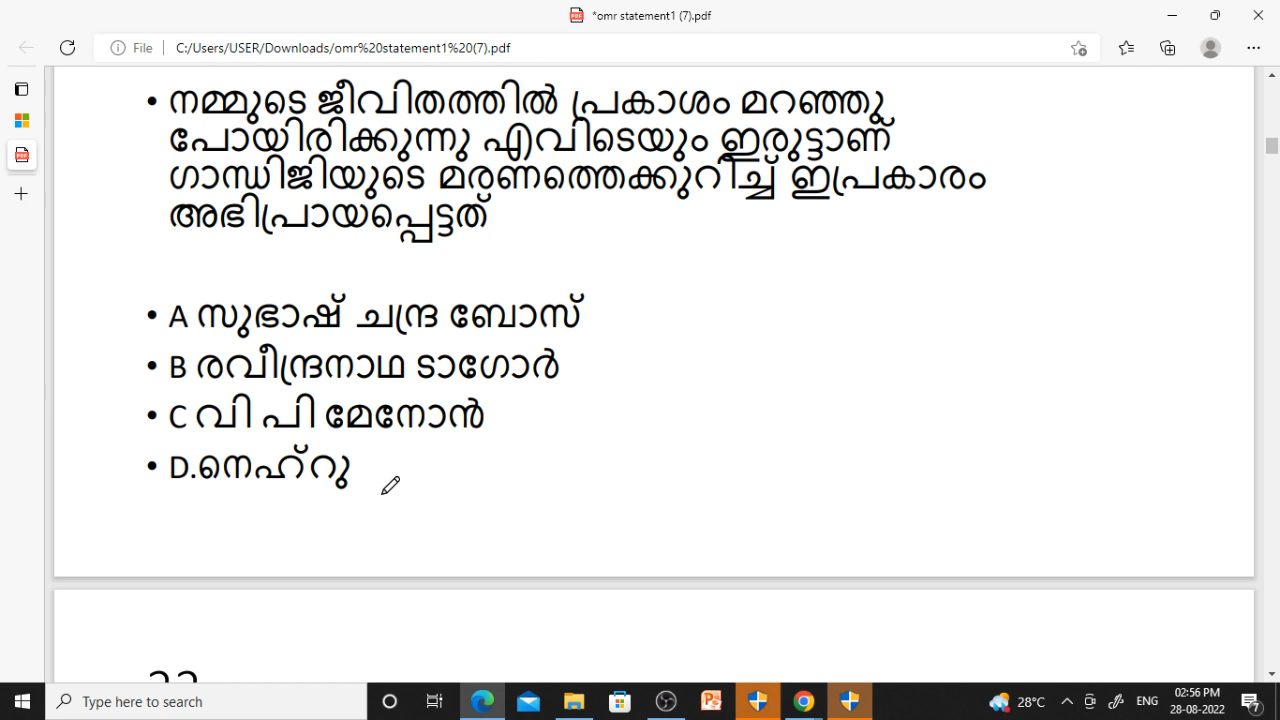 *omr statement1 (7).pdf
File C:/Users/USER/Downloads/omr%20statement1%20(7).pdf
• നമ്മുടെ ജീവിതത്തിൽ പ്രകാശം മറഞ്ഞു
പോയിരിക്കുന്നു എവിടെയും ഇരുട്ടാണ്
ഗാന്ധിജിയുടെ മരണത്തെക്കുറിച്ച് ഇപ്രകാരം
അഭിപ്രായപ്പെട്ടത്
• A സുഭാഷ് ചന്ദ്ര ബോസ്
• B രവീന്ദ്രനാഥ ടാഗോർ
• C വി പി മേനോൻ
• D.നെഹ്റു
Type here to search
28°C
ENG
02:56 PM
28-08-2022
7